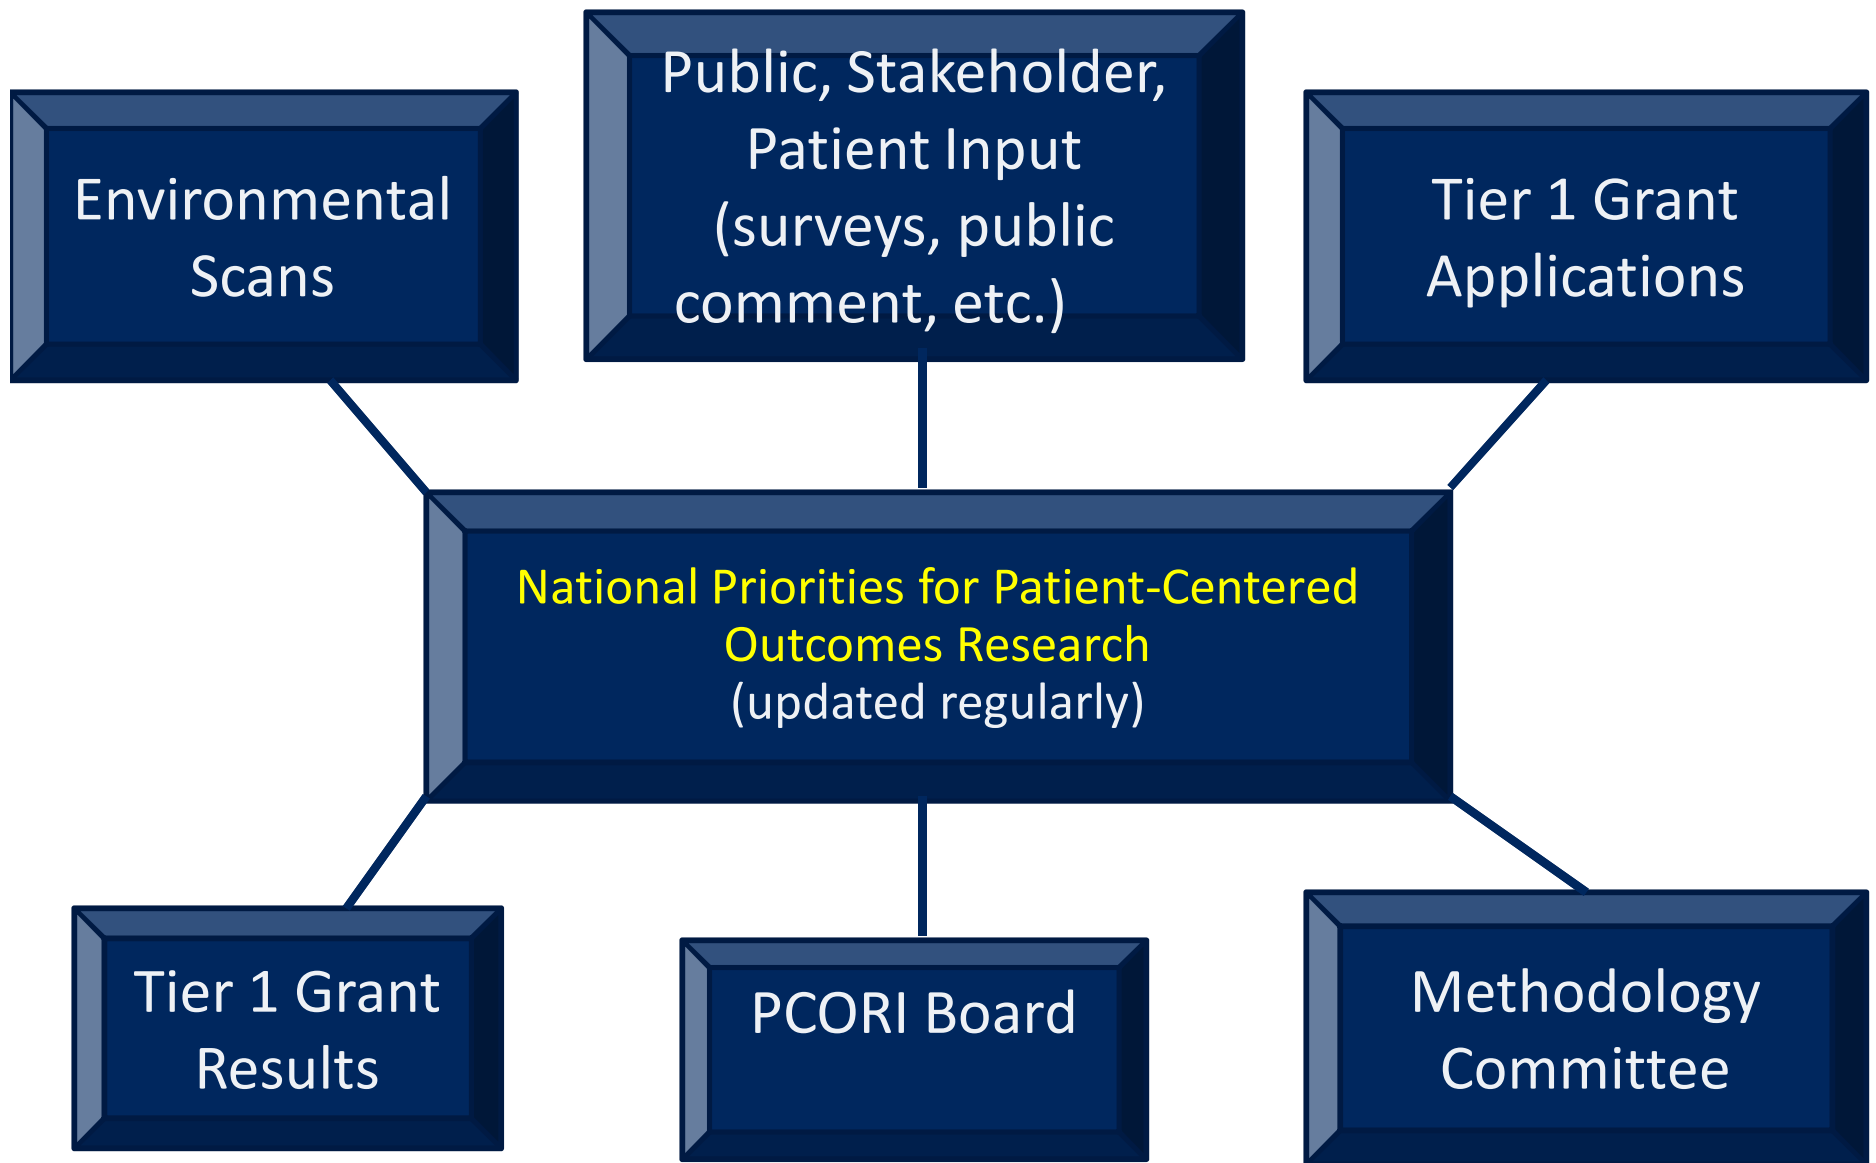 Environmental
Scans
Public, Stakeholder,
Patient Input
(surveys, public
comment, etc.)
Tier 1 Grant
Applications
National Priorities for Patient-Centered
Outcomes Research
(updated regularly)
Tier 1 Grant
Results
PCORI Board
Methodology
Committee